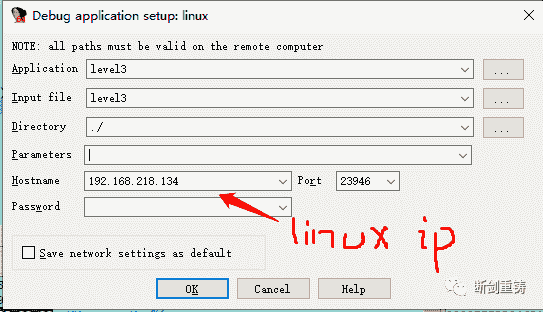 Debug application setup: linux
NOTE: all paths must be valid on the remote computer
Application level3 ...
Input file level3 ...
Directory ./ ...
Parameters
Hostname 192.168.218.134 Port 23946
Password
linux ip
Save network settings as default
OK Cancel Help
断剑重铸